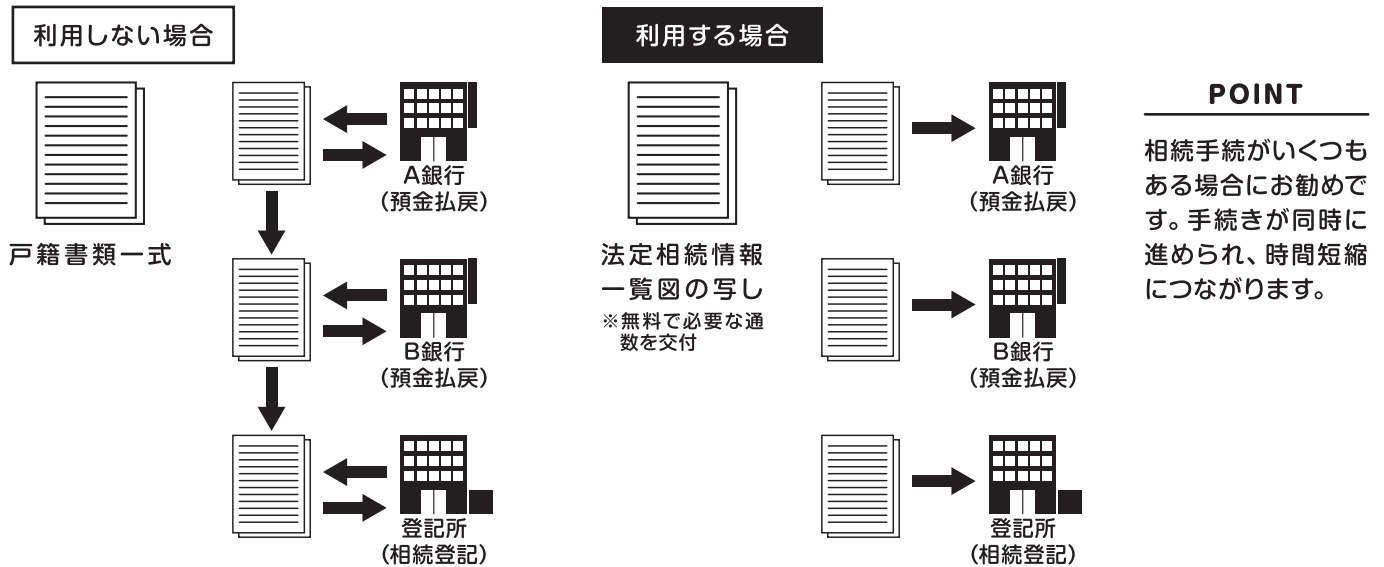 利用しない場合
戸籍書類一式
A銀行
(預金払戻)
B銀行
(預金払戻)
登記所
(相続登記)
利用する場合
法定相続情報
一覧図の写し
※無料で必要な通
数を交付
A銀行
(預金払戻)
B銀行
(預金払戻)
登記所
(相続登記)
POINT
相続手続がいくつも
ある場合にお勧めで
す。手続きが同時に
進められ、時間短縮
につながります。